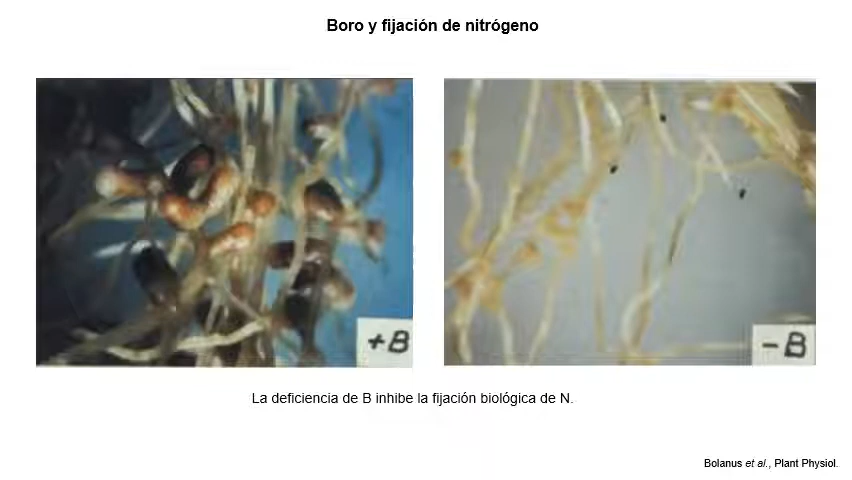 Boro y fijación de nitrógeno
+B
-B
La deficiencia de B inhibe la fijación biológica de N.
Bolanus et al., Plant Physiol.